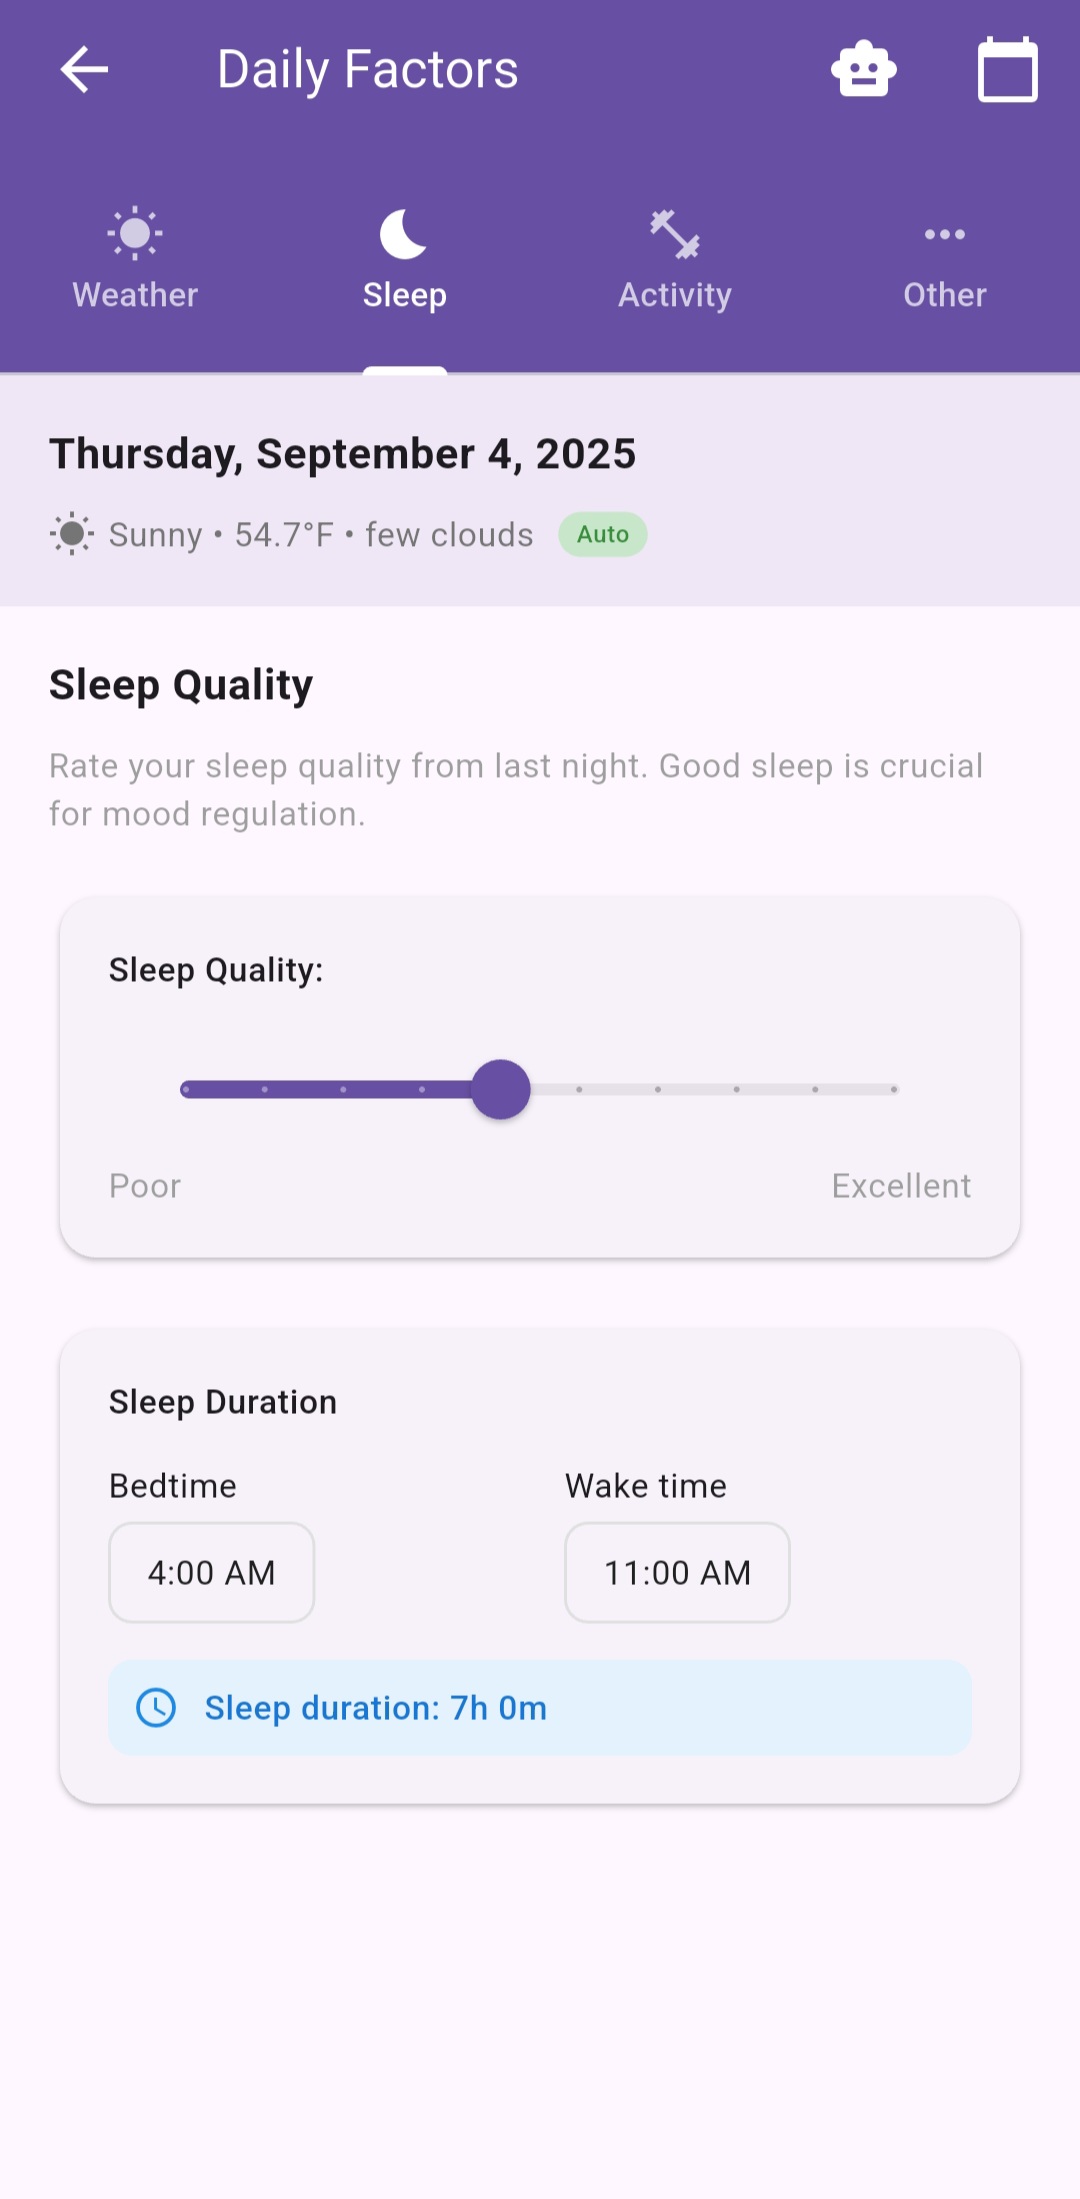 Daily Factors
Weather
Sleep
Activity
Other
Thursday, September 4, 2025
Sunny • 54.7°F • few clouds Auto
Sleep Quality
Rate your sleep quality from last night. Good sleep is crucial
for mood regulation.
Sleep Quality:
Poor
Excellent
Sleep Duration
Bedtime
Wake time
4:00 AM
11:00 AM
Sleep duration: 7h 0m